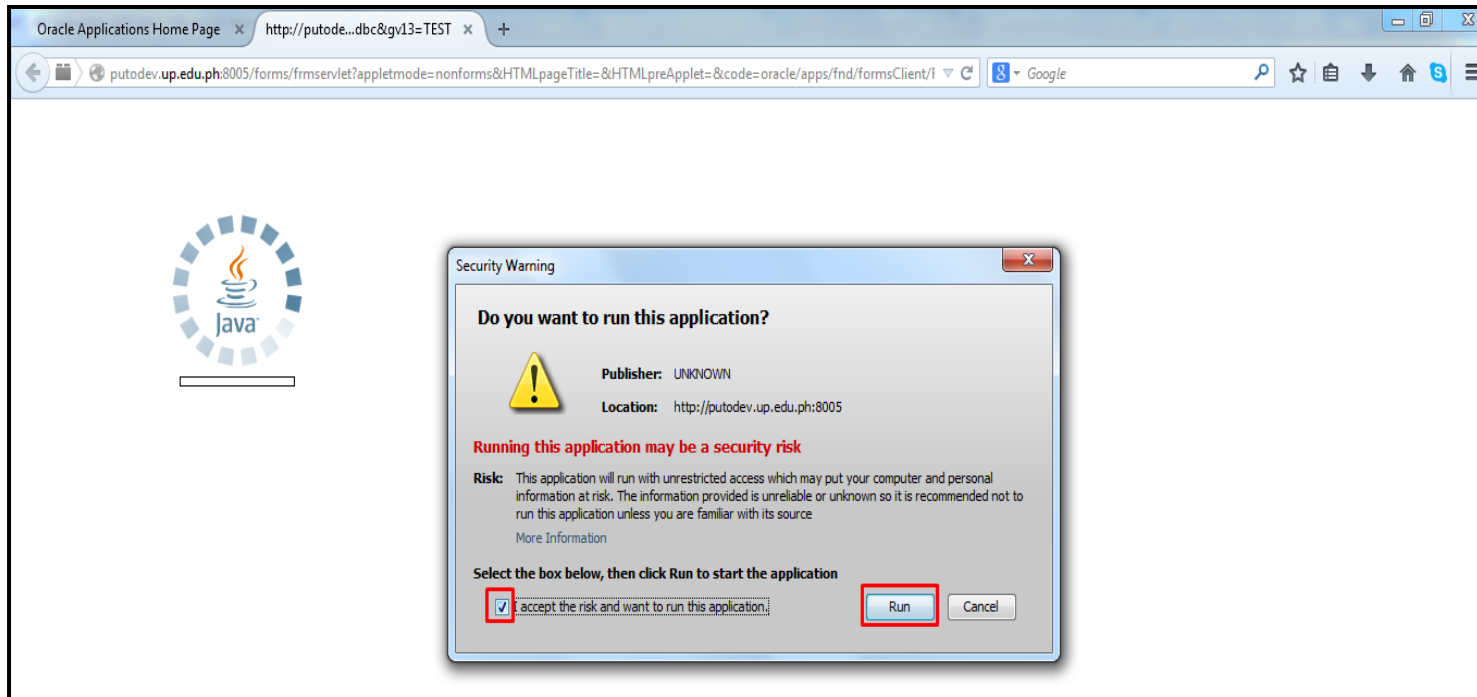 Oracle Applications Home Page × http://putode...dbc&gv13=TEST × +
putodev.up.edu.ph:8005/forms/frmservlet?appletmode=nonforms&HTMLpageTitle=&HTMLpreApplet=&code=oracle/apps/fnd/formsClient/ Google
Java
Security Warning
Do you want to run this application?
Publisher: UNKNOWN
Location: http://putodev.up.edu.ph:8005
Running this application may be a security risk
Risk: This application will run with unrestricted access which may put your computer and personal
information at risk. The information provided is unreliable or unknown so it is recommended not to
run this application unless you are familiar with its source
More Information
Select the box below, then click Run to start the application
I accept the risk and want to run this application.
Run Cancel